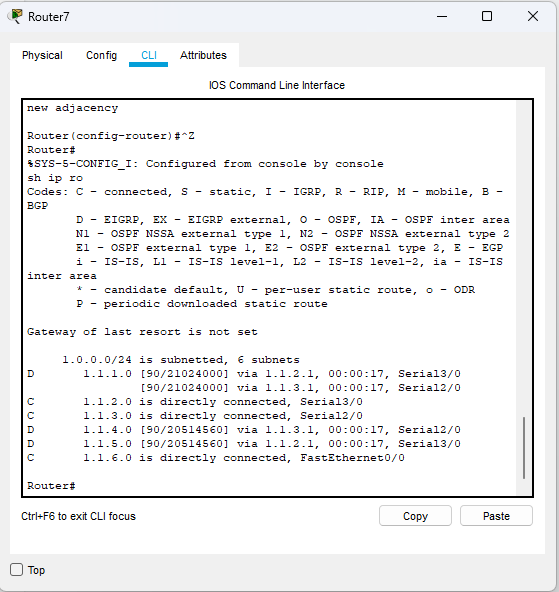 Router7
Physical Config CLI Attributes
IOS Command Line Interface
new adjacency
Router(config-router)#^Z
Router#
%SYS-5-CONFIG_I: Configured from console by console
sh ip ro
Codes: C - connected, S - static, I - IGRP, R - RIP, M - mobile, B -
BGP
       D - EIGRP, EX - EIGRP external, O - OSPF, IA - OSPF inter area
       N1 - OSPF NSSA external type 1, N2 - OSPF NSSA external type 2
       E1 - OSPF external type 1, E2 - OSPF external type 2, E - EGP
       i - IS-IS, L1 - IS-IS level-1, L2 - IS-IS level-2, ia - IS-IS
inter area
       * - candidate default, U - per-user static route, o - ODR
       P - periodic downloaded static route
Gateway of last resort is not set
     1.0.0.0/24 is subnetted, 6 subnets
D       1.1.1.0 [90/21024000] via 1.1.2.1, 00:00:17, Serial3/0
                [90/21024000] via 1.1.3.1, 00:00:17, Serial2/0
C       1.1.2.0 is directly connected, Serial3/0
C       1.1.3.0 is directly connected, Serial2/0
D       1.1.4.0 [90/20514560] via 1.1.3.1, 00:00:17, Serial2/0
D       1.1.5.0 [90/20514560] via 1.1.2.1, 00:00:17, Serial3/0
C       1.1.6.0 is directly connected, FastEthernet0/0
Router#
Ctrl+F6 to exit CLI focus Copy Paste
Top